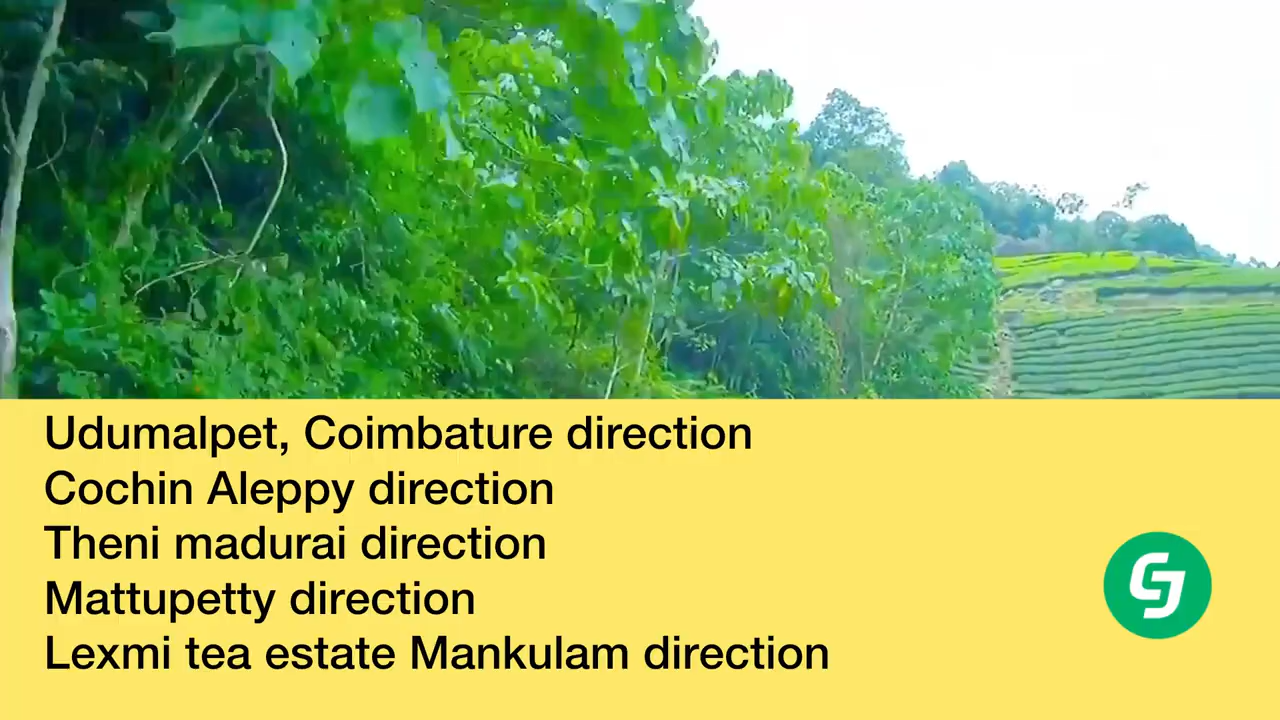 Udumalpet, Coimbature direction
Cochin Aleppy direction
Theni madurai direction
Mattupetty direction
Lexmi tea estate Mankulam direction